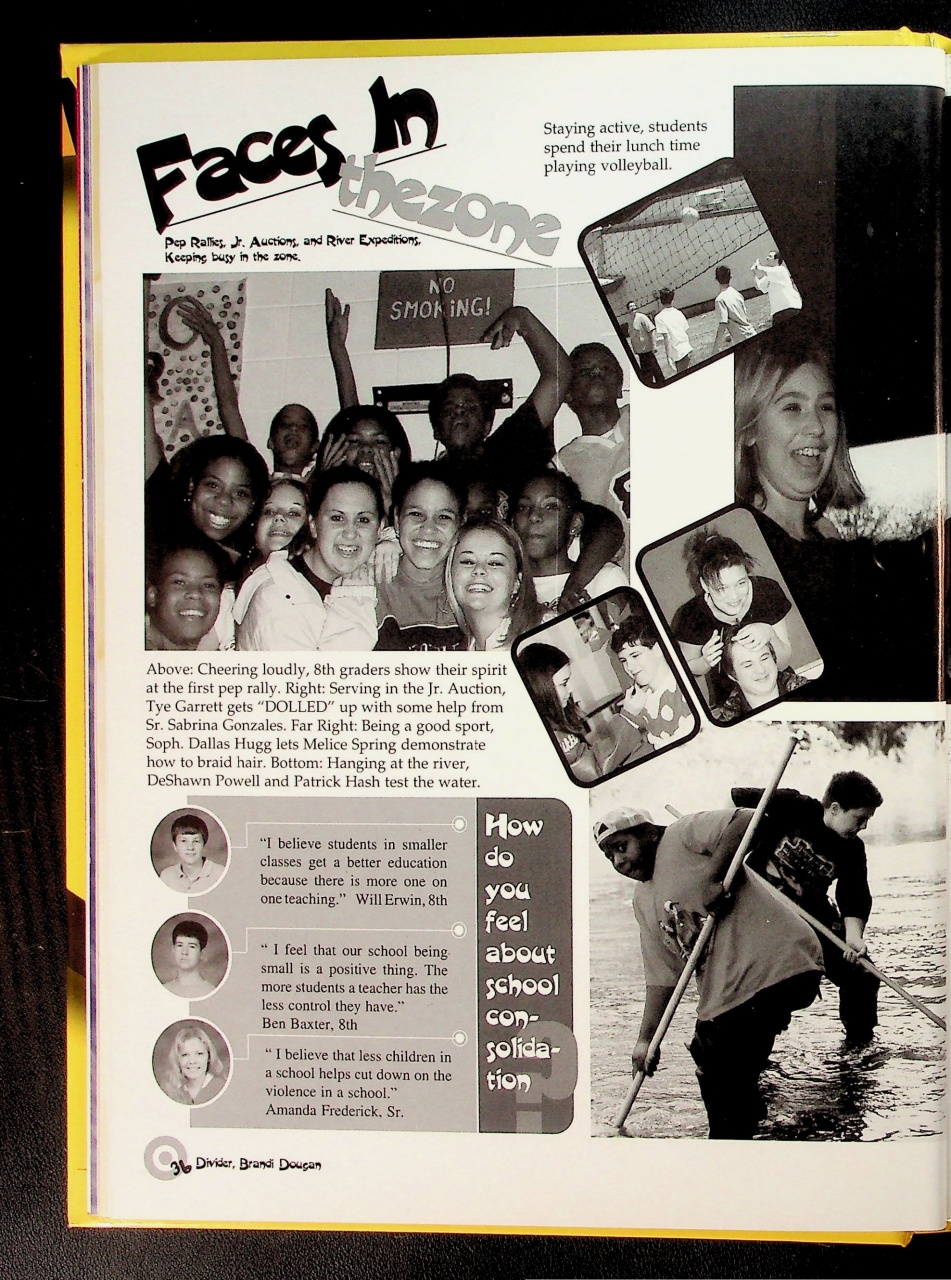 Faces In
thezone
Pep Rallies, Jr. Auctions, and River Expeditions,
Keeping busy in the zone.
Staying active, students
spend their lunch time
playing volleyball.
NO
SMOKING!
Above: Cheering loudly, 8th graders show their spirit
at the first pep rally. Right: Serving in the Jr. Auction,
Tye Garrett gets "DOLLED" up with some help from
Sr. Sabrina Gonzales. Far Right: Being a good sport,
Soph. Dallas Hugg lets Melice Spring demonstrate
how to braid hair. Bottom: Hanging at the river,
DeShawn Powell and Patrick Hash test the water.
"I believe students in smaller
classes get a better education
because there is more one on
one teaching." Will Erwin, 8th
" I feel that our school being
small is a positive thing. The
more students a teacher has the
less control they have."
Ben Baxter, 8th
" I believe that less children in
a school helps cut down on the
violence in a school."
Amanda Frederick, Sr.
How
do
you
feel
about
school
con-
solida-
tion
?
36 Divider, Brandi Dougan